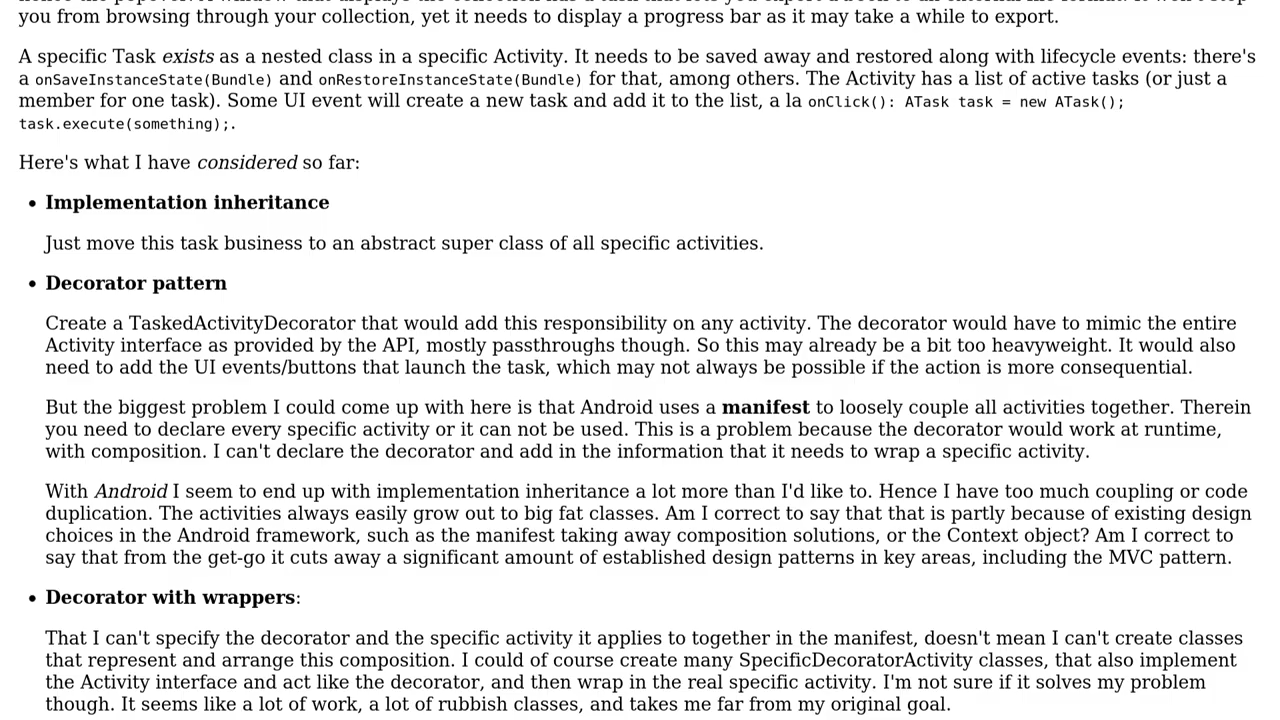 you from browsing through your collection, yet it needs to display a progress bar as it may take a while to export.
A specific Task exists as a nested class in a specific Activity. It needs to be saved away and restored along with lifecycle events: there's
a onSaveInstanceState(Bundle) and onRestoreInstanceState(Bundle) for that, among others. The Activity has a list of active tasks (or just a
member for one task). Some UI event will create a new task and add it to the list, a la onClick(): ATask task = new ATask();
task.execute(something);.
Here's what I have considered so far:
• Implementation inheritance
Just move this task business to an abstract super class of all specific activities.
• Decorator pattern
Create a TaskedActivityDecorator that would add this responsibility on any activity. The decorator would have to mimic the entire
Activity interface as provided by the API, mostly passthroughs though. So this may already be a bit too heavyweight. It would also
need to add the UI events/buttons that launch the task, which may not always be possible if the action is more consequential.
But the biggest problem I could come up with here is that Android uses a manifest to loosely couple all activities together. Therein
you need to declare every specific activity or it can not be used. This is a problem because the decorator would work at runtime,
with composition. I can't declare the decorator and add in the information that it needs to wrap a specific activity.
With Android I seem to end up with implementation inheritance a lot more than I'd like to. Hence I have too much coupling or code
duplication. The activities always easily grow out to big fat classes. Am I correct to say that that is partly because of existing design
choices in the Android framework, such as the manifest taking away composition solutions, or the Context object? Am I correct to
say that from the get-go it cuts away a significant amount of established design patterns in key areas, including the MVC pattern.
• Decorator with wrappers:
That I can't specify the decorator and the specific activity it applies to together in the manifest, doesn't mean I can't create classes
that represent and arrange this composition. I could of course create many SpecificDecoratorActivity classes, that also implement
the Activity interface and act like the decorator, and then wrap in the real specific activity. I'm not sure if it solves my problem
though. It seems like a lot of work, a lot of rubbish classes, and takes me far from my original goal.